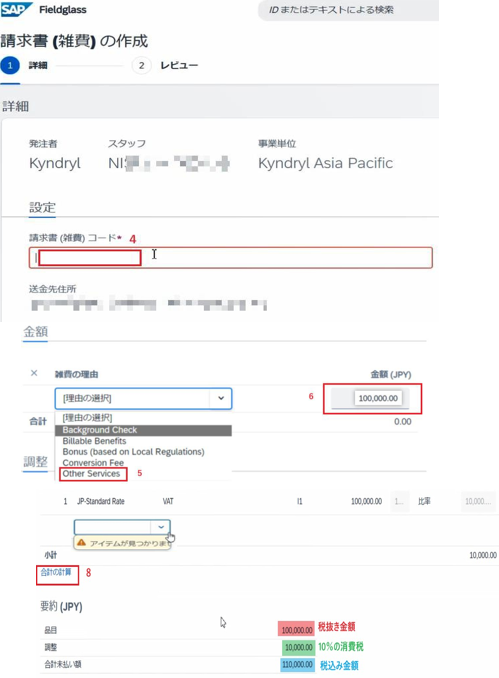 SAP Fieldglass
ID またはテキストによる検索
請求書 (雑費) の作成
1 詳細 2 レビュー
詳細
発注者 スタッフ 事業単位
Kyndryl NI Kyndryl Asia Pacific
設定
請求書 (雑費) コード* 4
送金先住所
金額
× 雑費の理由 金額 (JPY)
[理由の選択] 6 100,000.00
合計 [理由の選択] 0.00
Background Check
Billable Benefits
Bonus (based on Local Regulations)
調整 Conversion Fee
Other Services 5
1 JP-Standard Rate VAT I1 100,000.00 1... 比率 10,000...
アイテムが見つかりま
小計 10,000.00
合計の計算 8
要約 (JPY)
品目 100,000.00 税抜き金額
調整 10,000.00 10%の消費税
合計未払い額 110,000.00 税込み金額